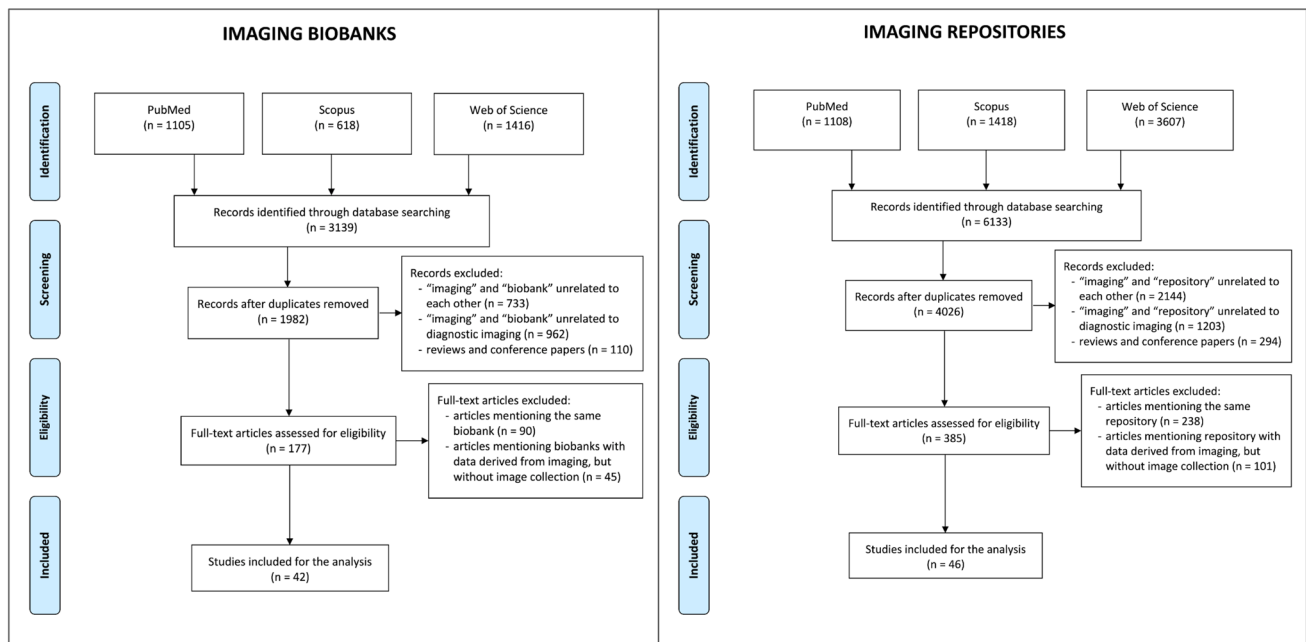 IMAGING BIOBANKS
Identification
PubMed
(n = 1105)
Scopus
(n = 618)
Web of Science
(n = 1416)
Records identified through database searching
(n = 3139)
Screening
Records after duplicates removed
(n = 1982)
Records excluded:
- “imaging” and “biobank” unrelated to
each other (n = 733)
- “imaging” and “biobank” unrelated to
diagnostic imaging (n = 962)
- reviews and conference papers (n = 110)
Eligibility
Full-text articles assessed for eligibility
(n = 177)
Full-text articles excluded:
- articles mentioning the same
biobank (n = 90)
- articles mentioning biobanks with
data derived from imaging, but
without image collection (n = 45)
Included
Studies included for the analysis
(n = 42)
IMAGING REPOSITORIES
Identification
PubMed
(n = 1108)
Scopus
(n = 1418)
Web of Science
(n = 3607)
Records identified through database searching
(n = 6133)
Screening
Records after duplicates removed
(n = 4026)
Records excluded:
- “imaging” and “repository” unrelated to
each other (n = 2144)
- “imaging” and “repository” unrelated to
diagnostic imaging (n = 1203)
- reviews and conference papers (n = 294)
Eligibility
Full-text articles assessed for eligibility
(n = 385)
Full-text articles excluded:
- articles mentioning the same
repository (n = 238)
- articles mentioning repository with
data derived from imaging, but
without image collection (n = 101)
Included
Studies included for the analysis
(n = 46)